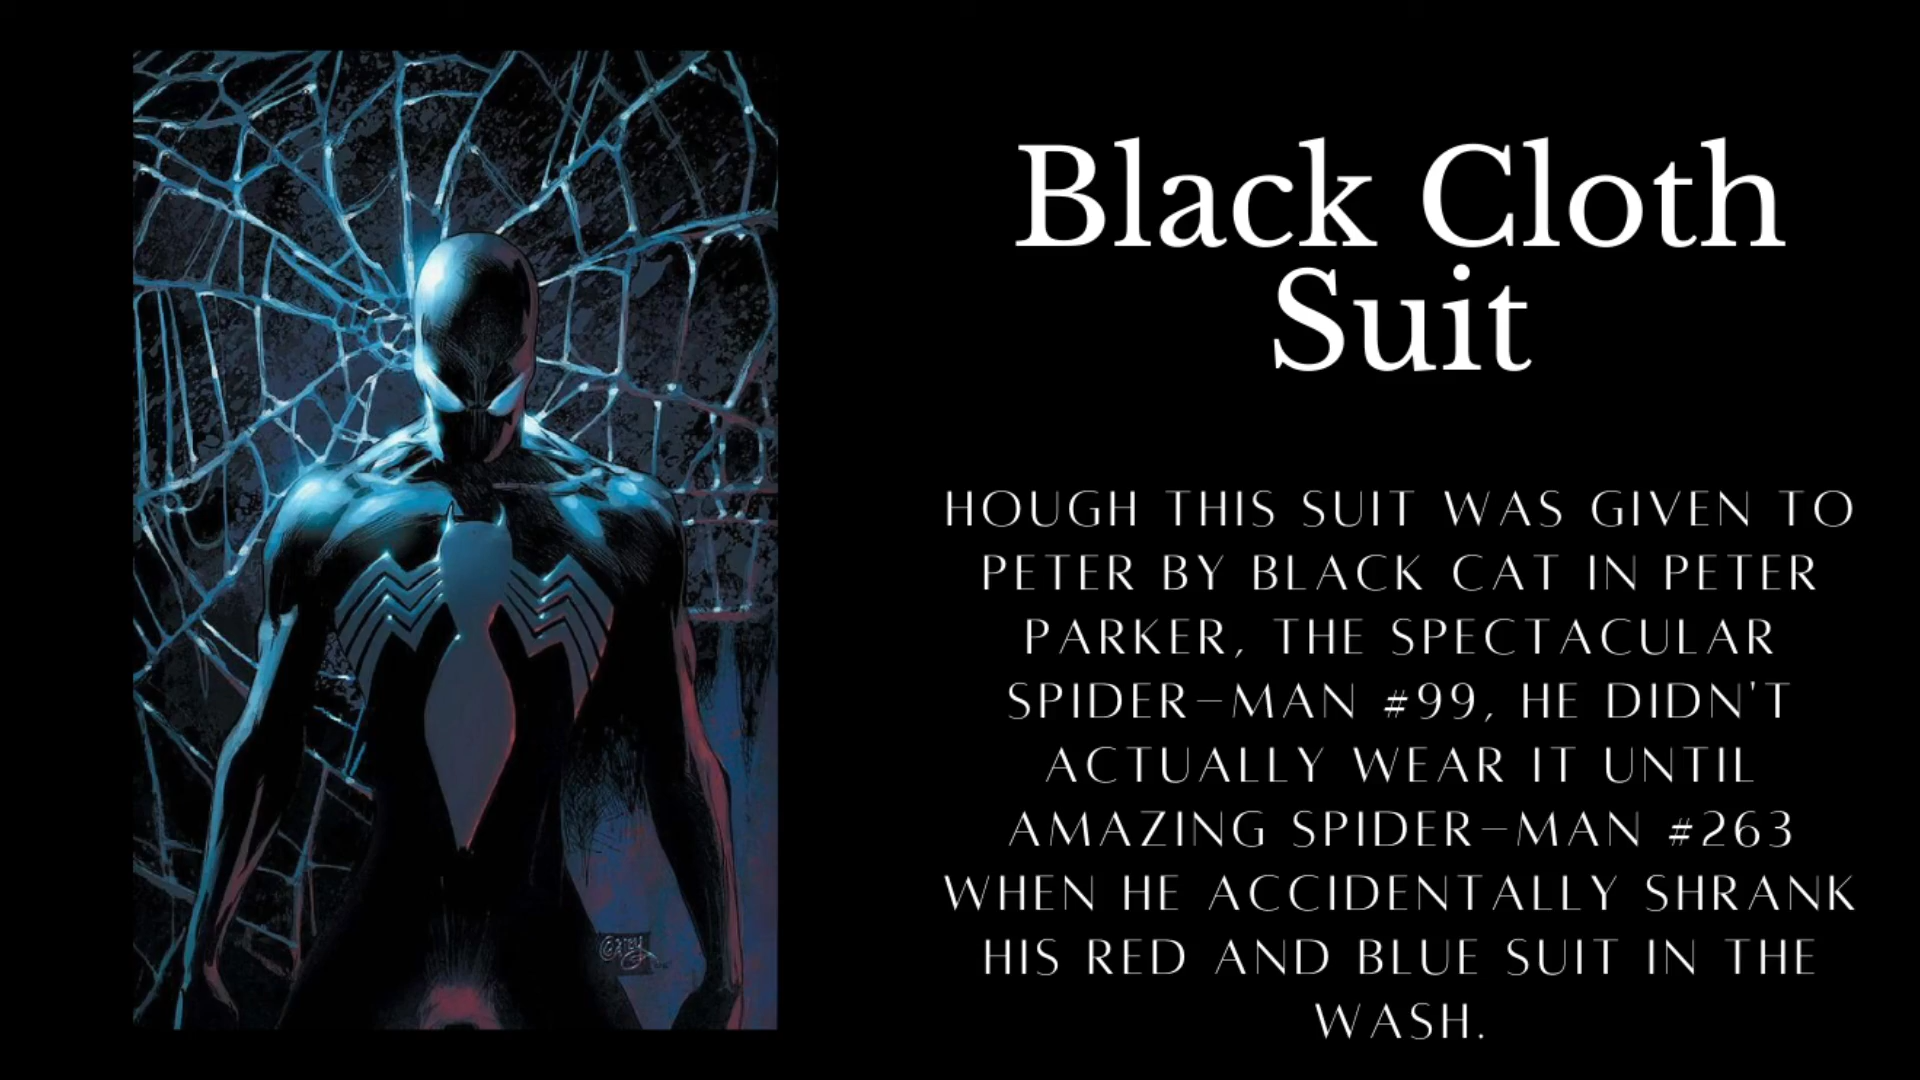 Black Cloth
Suit
HOUGH THIS SUIT WAS GIVEN TO
PETER BY BLACK CAT IN PETER
PARKER, THE SPECTACULAR
SPIDER–MAN #99, HE DIDN'T
ACTUALLY WEAR IT UNTIL
AMAZING SPIDER–MAN #263
WHEN HE ACCIDENTALLY SHRANK
HIS RED AND BLUE SUIT IN THE
WASH.